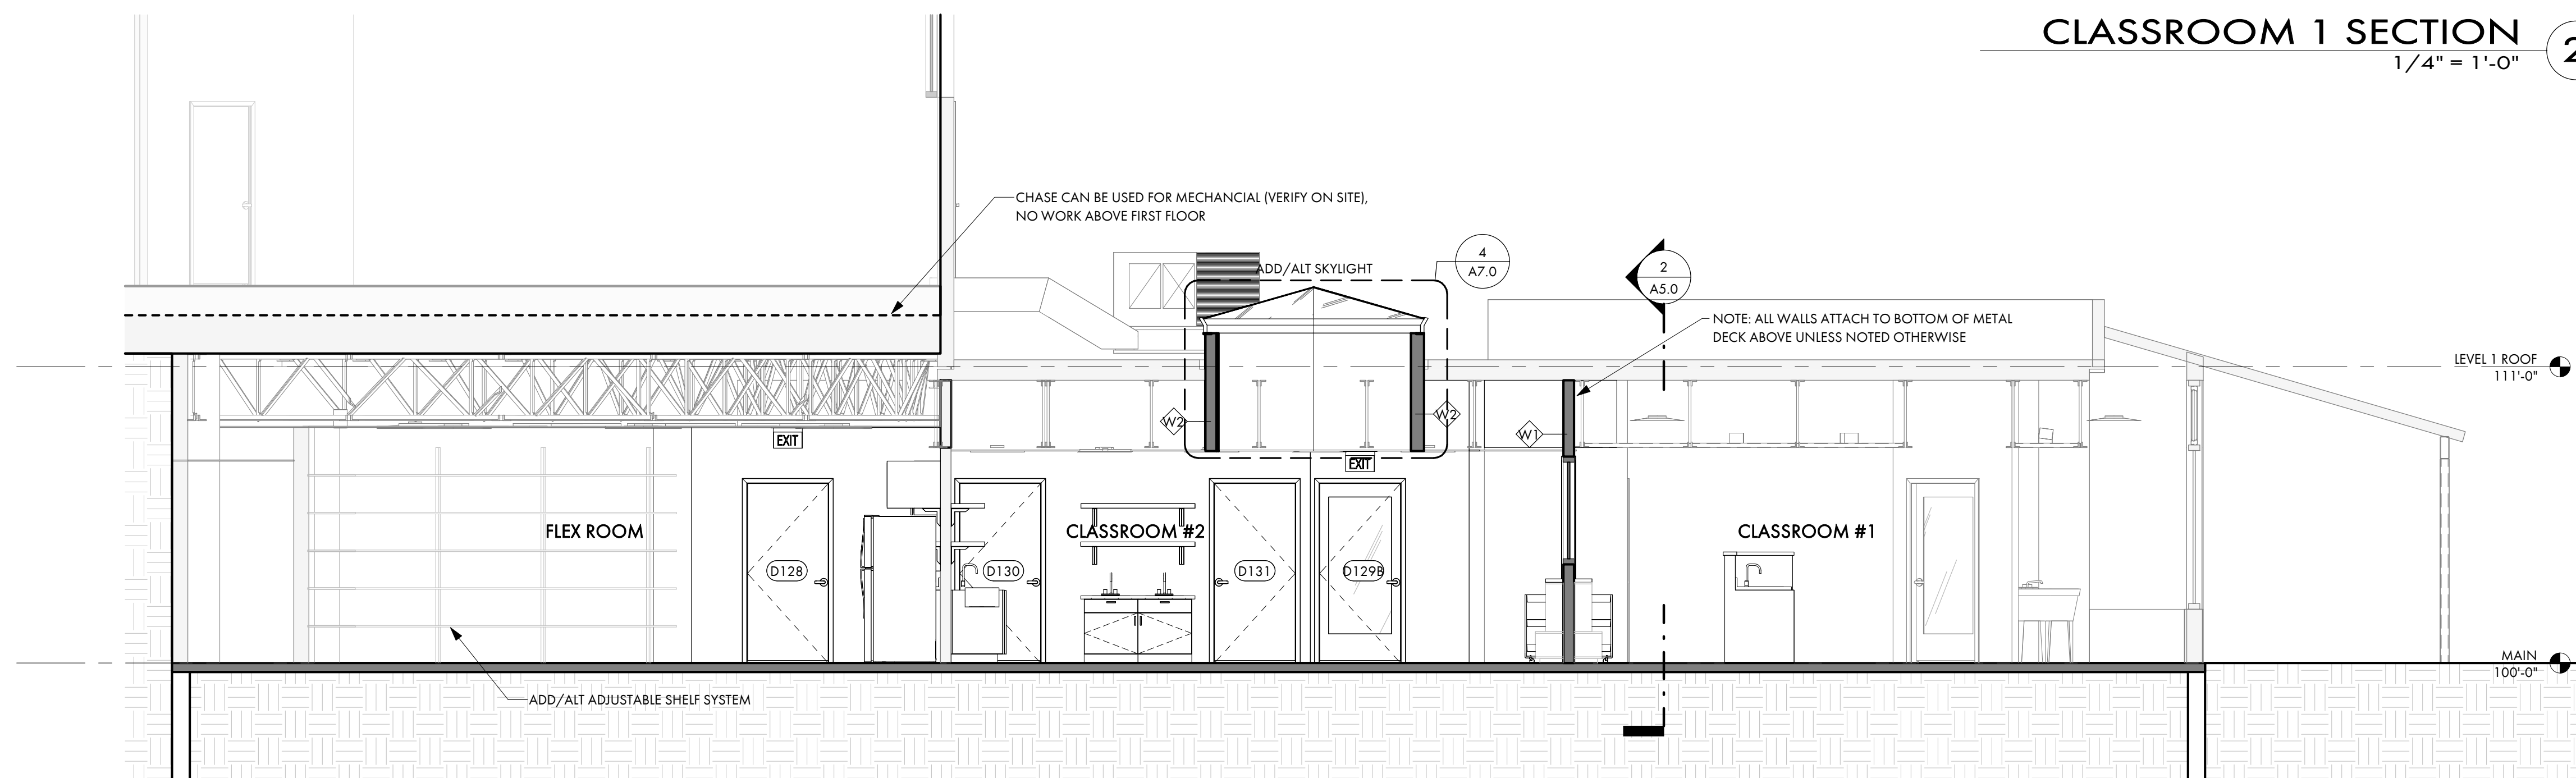 CLASSROOM 1 SECTION
2
1/4" = 1'-0"
CHASE CAN BE USED FOR MECHANCIAL (VERIFY ON SITE),
NO WORK ABOVE FIRST FLOOR
ADD/ALT SKYLIGHT
4
A7.0
2
A5.0
NOTE: ALL WALLS ATTACH TO BOTTOM OF METAL
DECK ABOVE UNLESS NOTED OTHERWISE
LEVEL 1 ROOF
111'-0"
W2
W2
W1
EXIT
EXIT
FLEX ROOM
CLASSROOM #2
CLASSROOM #1
D128
D130
D131
D129B
MAIN
100'-0"
ADD/ALT ADJUSTABLE SHELF SYSTEM